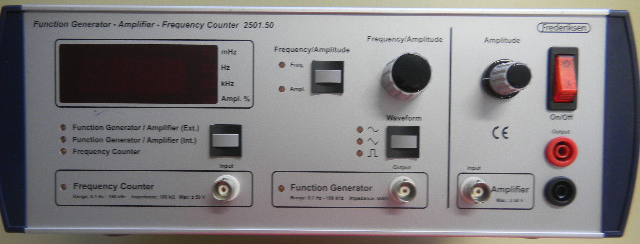 Function Generator - Amplifier - Frequency Counter 2501.50
Frederiksen
mHz
Hz
kHz
Ampl. %
Frequency/Amplitude
Freq.
Ampl.
Frequency/Amplitude
Amplitude
On/Off
Function Generator / Amplifier (Ext.)
Function Generator / Amplifier (Int.)
Frequency Counter
Waveform
CE
Output
Input
Frequency Counter
Range: 0.1 Hz - 100 kHz Impedance: 100 kΩ Max: ± 50 V
Output
Function Generator
Range: 0.1 Hz - 100 kHz Impedance:
Input
Amplifier
Max.: